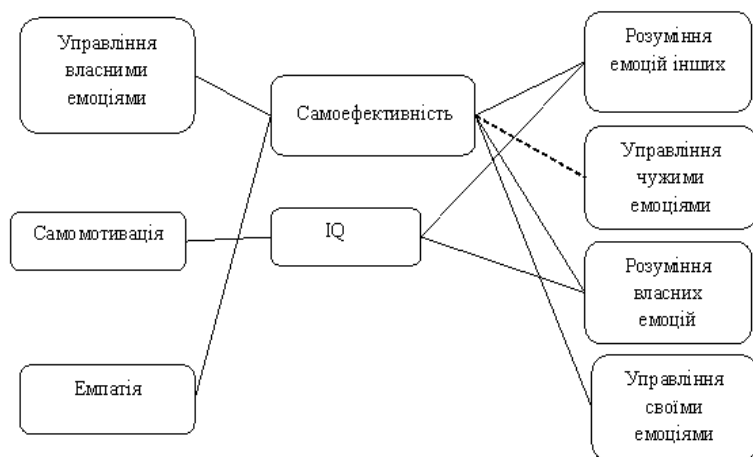 Управління
власними
емоціями
Самомотивація
Емпатія
Самоефективність
IQ
Розуміння
емоцій інших
Управління
чужими
емоціями
Розуміння
власних
емоцій
Управління
своїми
емоціями